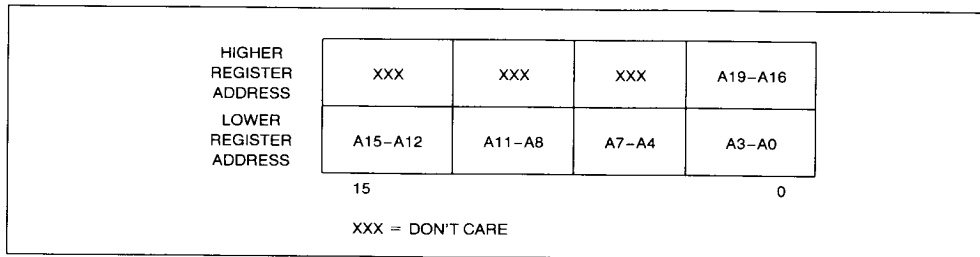 HIGHER
REGISTER
ADDRESS
XXX XXX XXX A19–A16
LOWER
REGISTER
ADDRESS
A15–A12 A11–A8 A7–A4 A3–A0
15 0
XXX = DON'T CARE